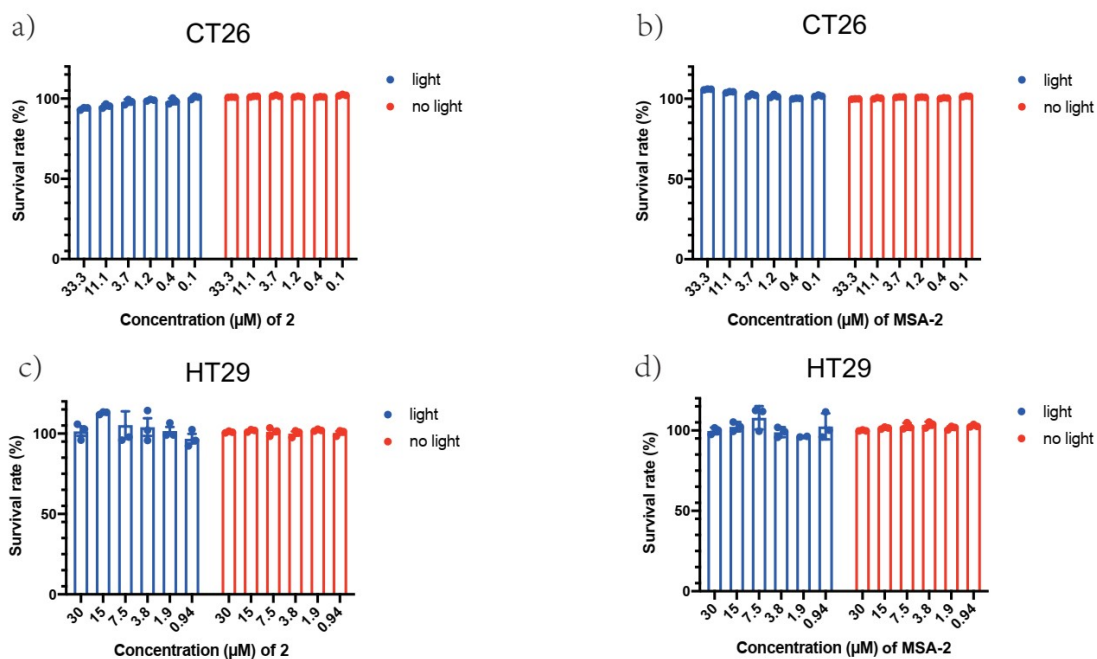 a)
CT26
Survival rate (%)
100
50
0
33.3
11.1
3.7
1.2
0.4
0.1
33.3
11.1
3.7
1.2
0.4
0.1
Concentration (μM) of 2
light
no light
b)
CT26
Survival rate (%)
100
50
0
33.3
11.1
3.7
1.2
0.4
0.1
33.3
11.1
3.7
1.2
0.4
0.1
Concentration (μM) of MSA-2
light
no light
c)
HT29
Survival rate (%)
100
50
0
30
15
7.5
3.8
1.9
0.94
30
15
7.5
3.8
1.9
0.94
Concentration (μM) of 2
light
no light
d)
HT29
Survival rate (%)
100
50
0
30
15
7.5
3.8
1.9
0.94
30
15
7.5
3.8
1.9
0.94
Concentration (μM) of MSA-2
light
no light